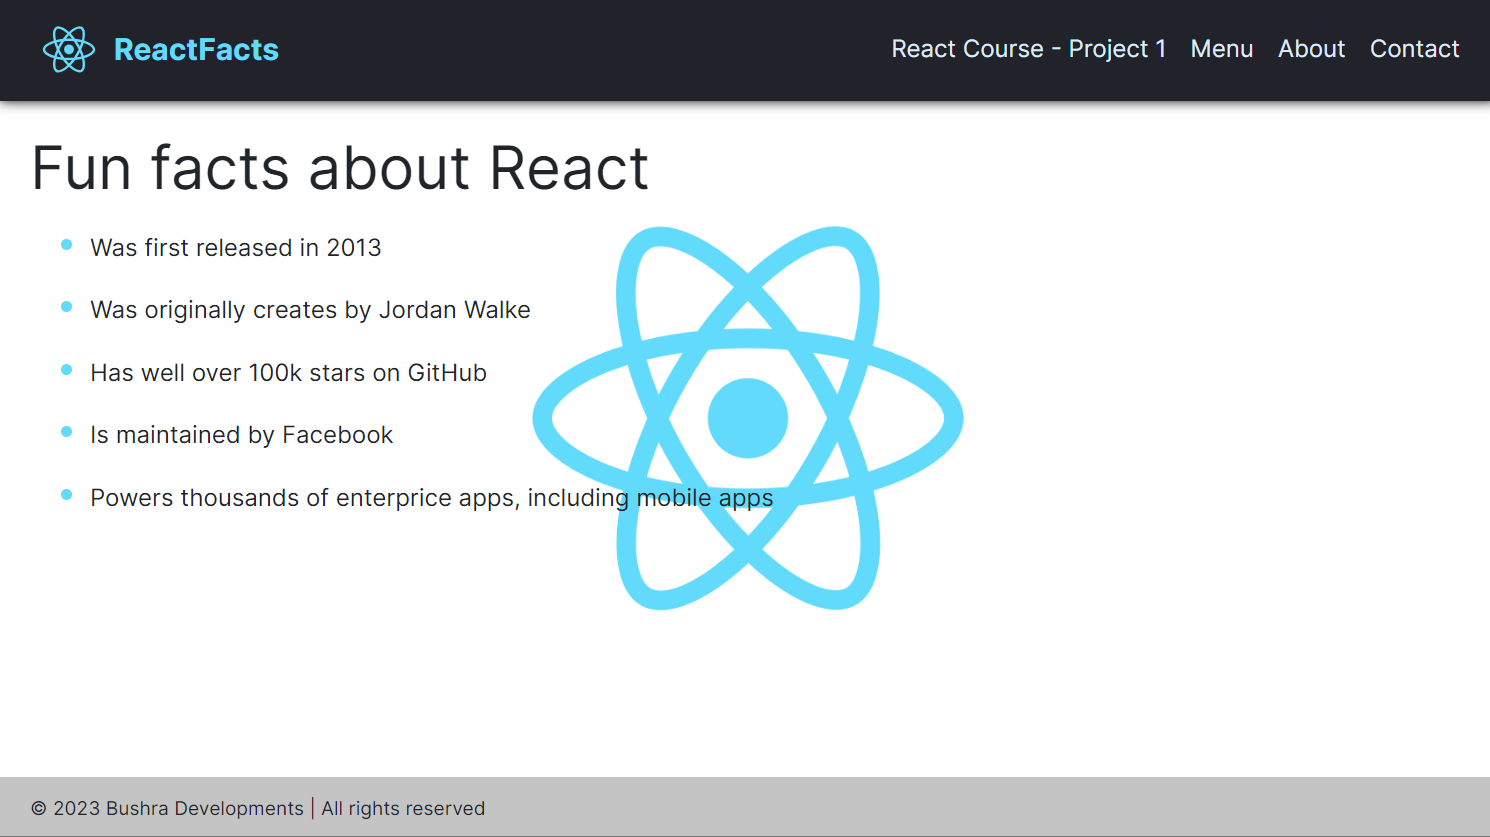 ReactFacts
React Course - Project 1 Menu About Contact
Fun facts about React
Was first released in 2013
Was originally creates by Jordan Walke
Has well over 100k stars on GitHub
Is maintained by Facebook
Powers thousands of enterprice apps, including mobile apps
© 2023 Bushra Developments | All rights reserved